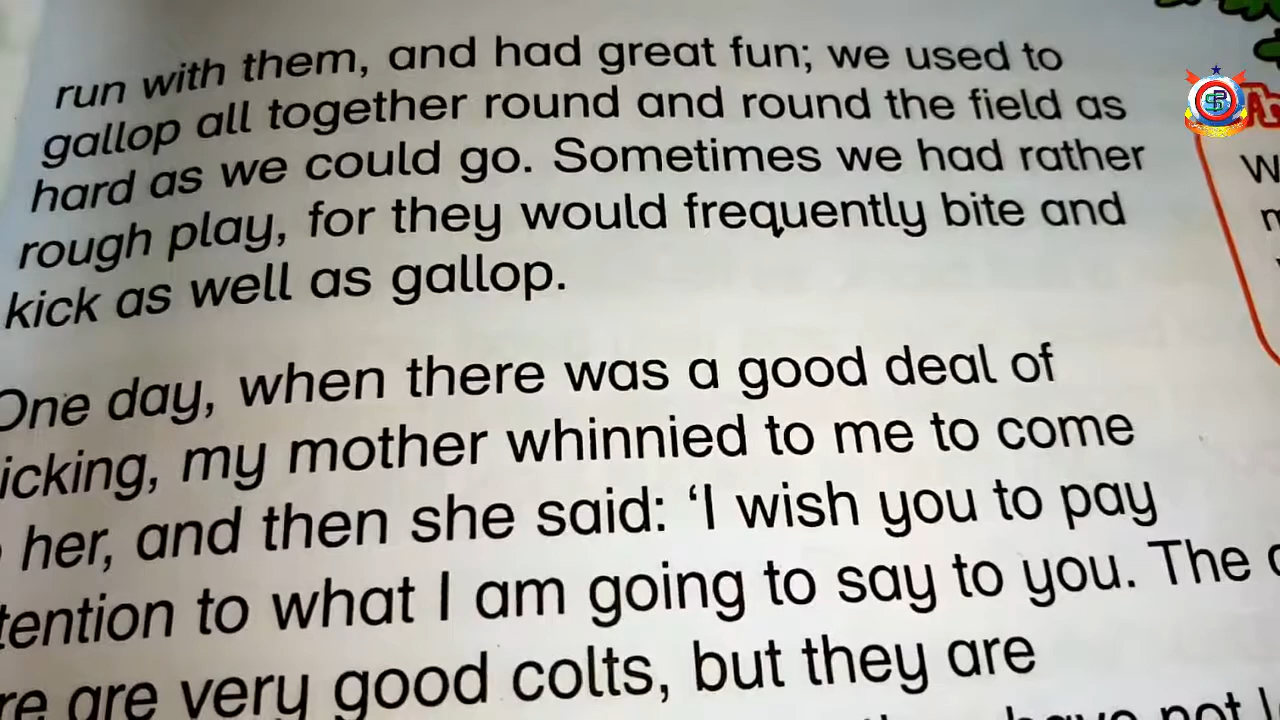 run with them, and had great fun; we used to
gallop all together round and round the field as
hard as we could go. Sometimes we had rather
rough play, for they would frequently bite and
kick as well as gallop.
One day, when there was a good deal of
icking, my mother whinnied to me to come
her, and then she said: ‘I wish you to pay
tention to what I am going to say to you. The
re are very good colts, but they are
have not